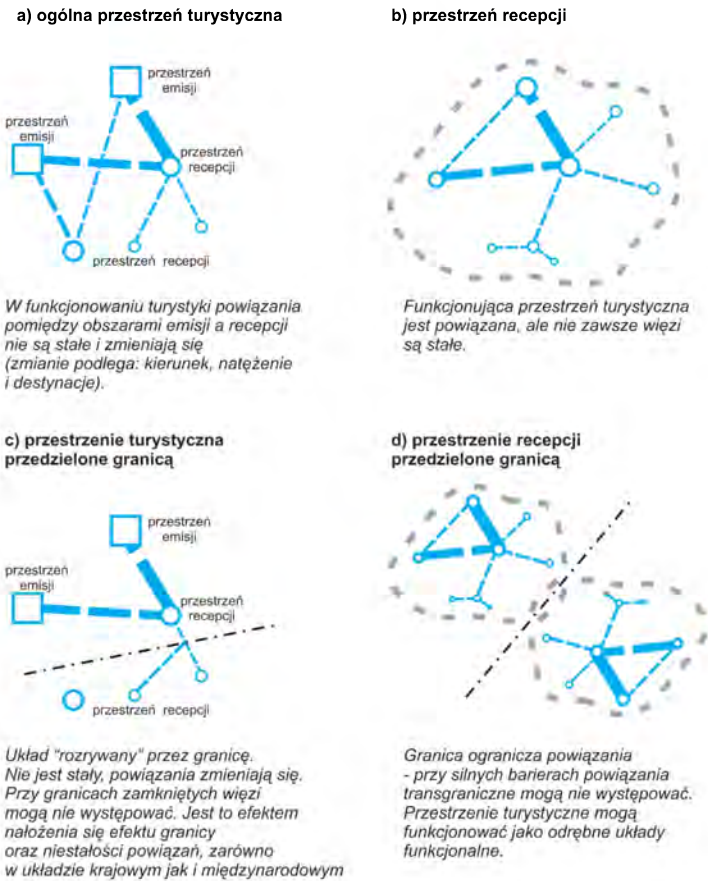 a) ogólna przestrzeń turystyczna
przestrzeń
emisji
przestrzeń
emisji
przestrzeń
recepcji
przestrzeń recepcji
W funkcjonowaniu turystyki powiązania
pomiędzy obszarami emisji a recepcji
nie są stałe i zmieniają się
(zmianie podlega: kierunek, natężenie
i destynacje).
b) przestrzeń recepcji
Funkcjonująca przestrzeń turystyczna
jest powiązana, ale nie zawsze więzi
są stałe.
c) przestrzenie turystyczna
przedzielone granicą
przestrzeń
emisji
przestrzeń
emisji
przestrzeń
recepcji
przestrzeń recepcji
Układ "rozrywany" przez granicę.
Nie jest stały, powiązania zmieniają się.
Przy granicach zamkniętych więzi
mogą nie występować. Jest to efektem
nałożenia się efektu granicy
oraz niestałości powiązań, zarówno
w układzie krajowym jak i międzynarodowym
d) przestrzenie recepcji
przedzielone granicą
Granica ogranicza powiązania
- przy silnych barierach powiązania
transgraniczne mogą nie występować.
Przestrzenie turystyczne mogą
funkcjonować jako odrębne układy
funkcjonalne.